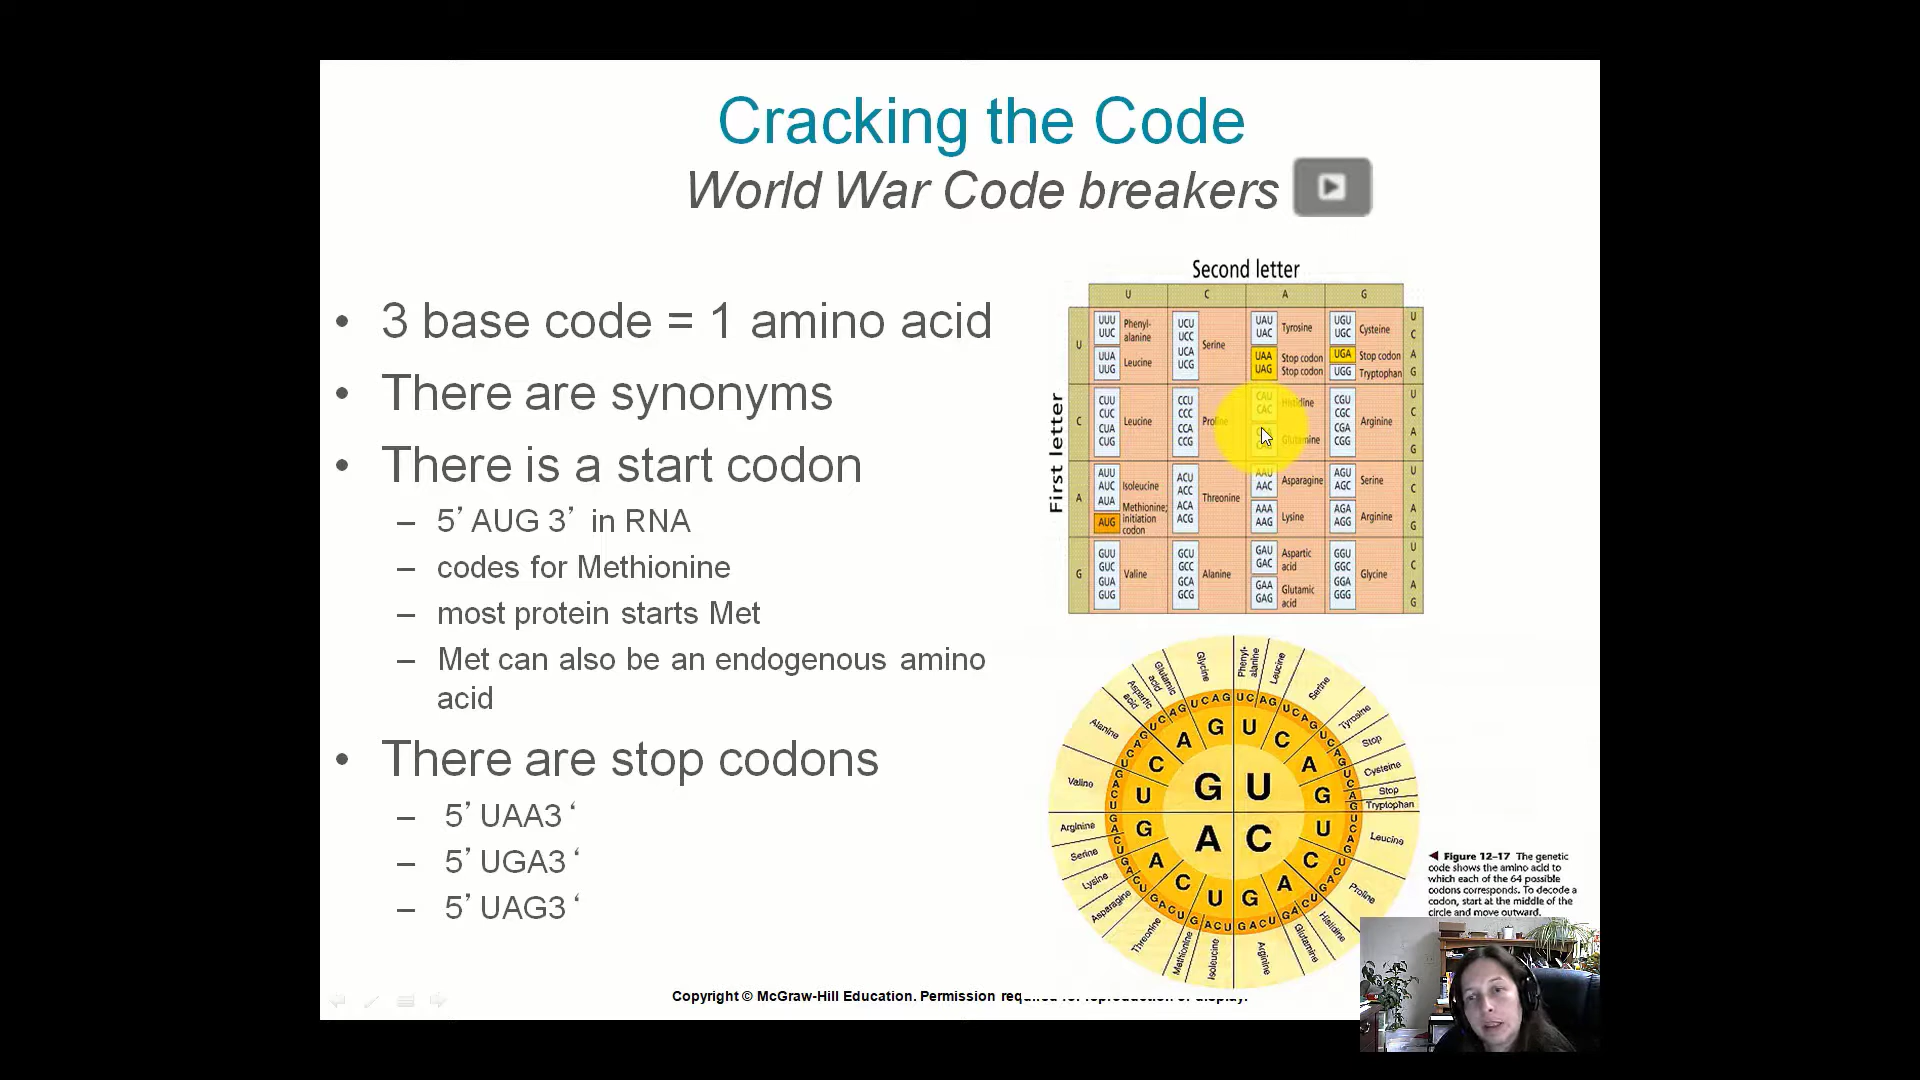 Cracking the Code
World War Code breakers
• 3 base code = 1 amino acid
• There are synonyms
• There is a start codon
– 5’ AUG 3’ in RNA
– codes for Methionine
– most protein starts Met
– Met can also be an endogenous amino
acid
• There are stop codons
– 5’ UAA3 ‘
– 5’ UGA3 ‘
– 5’ UAG3 ‘
Second letter
U C A G
First letter
U
UUU
UUC
Phenyl-
alanine
UUA
UUG
Leucine
UCU
UCC
UCA
UCG
Serine
UAU
UAC
Tyrosine
UAA Stop codon
UAG Stop codon
UGU
UGC
Cysteine
UGA Stop codon
UGG Tryptophan
U
C
A
G
C
CUU
CUC
CUA
CUG
Leucine
CCU
CCC
CCA
CCG
Proline
CAU
CAC
Histidine
Glutamine
CGU
CGC
CGA
CGG
Arginine
U
C
A
G
A
AUU
AUC
AUA
Isoleucine
AUG
Methionine;
initiation
codon
ACU
ACC
ACA
ACG
Threonine
AAU
AAC
Asparagine
AAA
AAG
Lysine
AGU
AGC
Serine
AGA
AGG
Arginine
U
C
A
G
G
GUU
GUC
GUA
GUG
Valine
GCU
GCC
GCA
GCG
Alanine
GAU
GAC
Aspartic
acid
GAA
GAG
Glutamic
acid
GGU
GGC
GGA
GGG
Glycine
U
C
A
G
G U
A C
U C A G
U C A G
U C A G
U C A G
UCAGUCAGUCAGUCAG
UCAGUCAGUCAGUCAG
UCAGUCAGUCAGUCAG
UCAGUCAGUCAGUCAG
Phenyl-
alanine
Leucine
Serine
Tyrosine
Stop
Cysteine
Stop
Tryptophan
Leucine
Proline
Histidine
Glutamine
Arginine
Isoleucine
Methionine
Threonine
Asparagine
Lysine
Serine
Arginine
Valine
Alanine
Aspartic
acid
Glutamic
acid
Glycine
◀ Figure 12–17 The genetic
code shows the amino acid to
which each of the 64 possible
codons corresponds. To decode a
codon, start at the middle of the
circle and move outward.
Copyright © McGraw-Hill Education. Permission required for reproduction or display.